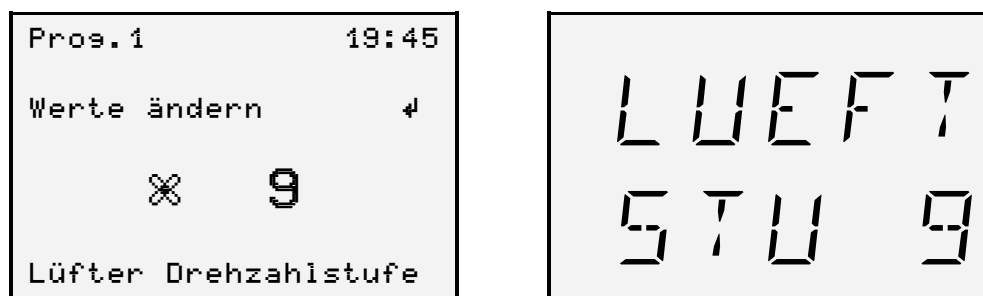 Prog.1 19:45
Werte ändern ↲
9
Lüfter Drehzahlstufe
LUEFT
STU 9